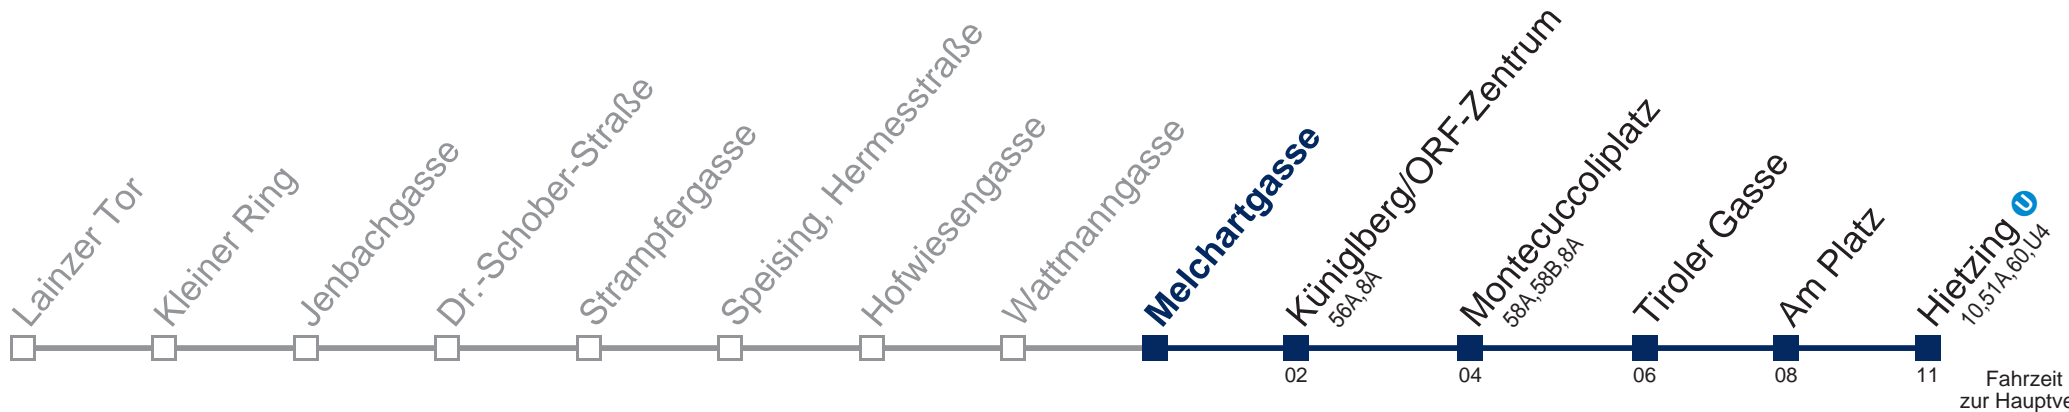 Lainzer Tor
Kleiner Ring
Jenbachgasse
Dr.-Schober-Straße
Strampfergasse
Speising, Hermesstraße
Hofwiesengasse
Wattmanngasse
Melchartgasse
Küniglberg/ORF-Zentrum
56A,8A
Montecuccoliplatz
58A,58B,8A
Tiroler Gasse
Am Platz
Hietzing U
10,51A,60,U4
02 04 06 08 11
Fahrzeit
zur Hauptve